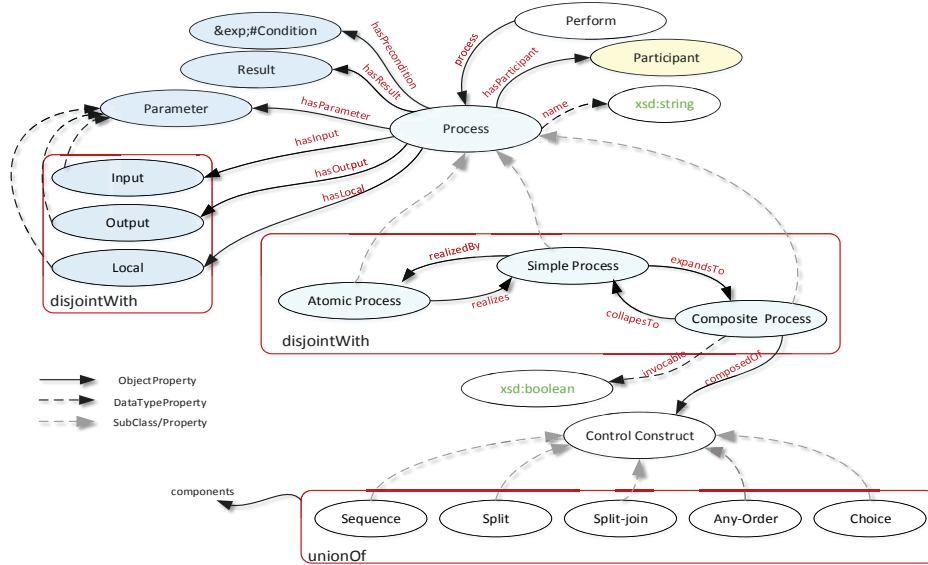 Perform
&exp;#Condition
hasPrecondition
process
Participant
Result
hasResult
hasParticipant
Parameter
hasParameter
name
xsd:string
Process
hasInput
Input
hasOutput
Output
hasLocal
Local
disjointWith
realizedBy
Simple Process
expandsTo
Atomic Process
realizes
collapesTo
Composite Process
disjointWith
invocable
composedOf
ObjectProperty
xsd:boolean
DataTypeProperty
SubClass/Property
Control Construct
components
Sequence
Split
Split-join
Any-Order
Choice
unionOf